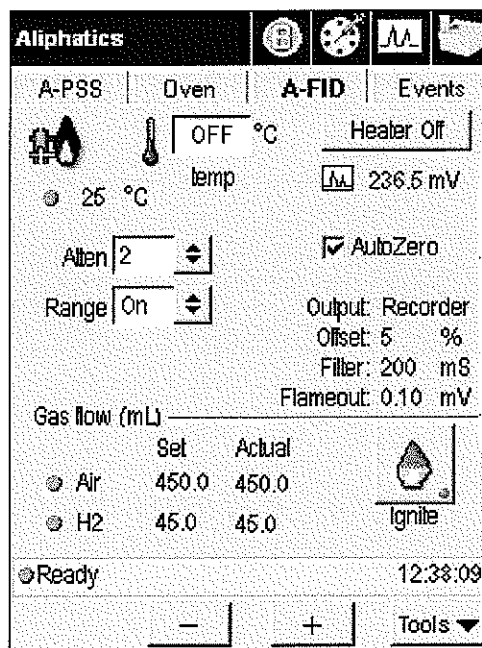 Aliphatics
A-PSS Oven A-FID Events
OFF °C Heater Off
temp 236.5 mV
25 °C
Atten 2 AutoZero
Range On
Output: Recorder
Offset: 5 %
Filter: 200 mS
Flameout: 0.10 mV
Gas flow (mL)
Set Actual
Air 450.0 450.0
H2 45.0 45.0
Ignite
Ready 12:38:09
− + Tools